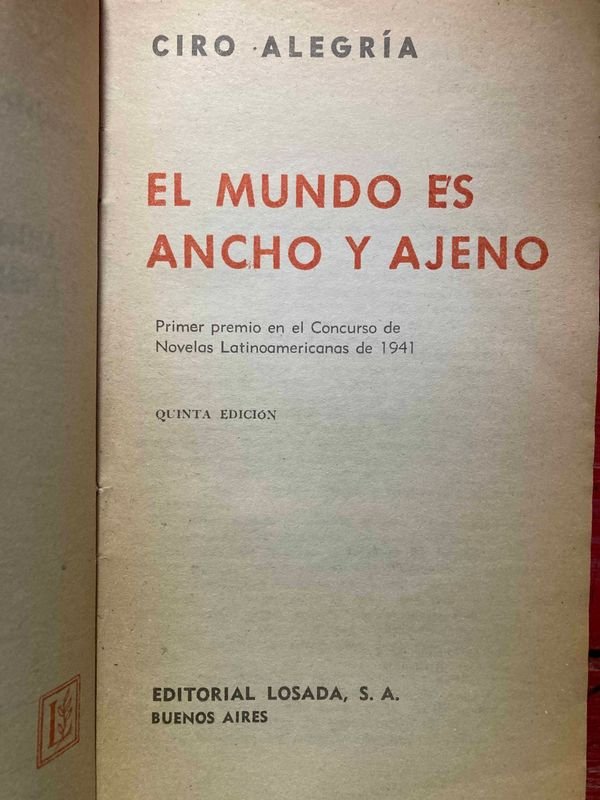 CIRO ALEGRÍA
EL MUNDO ES
ANCHO Y AJENO
Primer premio en el Concurso de
Novelas Latinoamericanas de 1941
QUINTA EDICIÓN
EDITORIAL LOSADA, S. A.
BUENOS AIRES
L